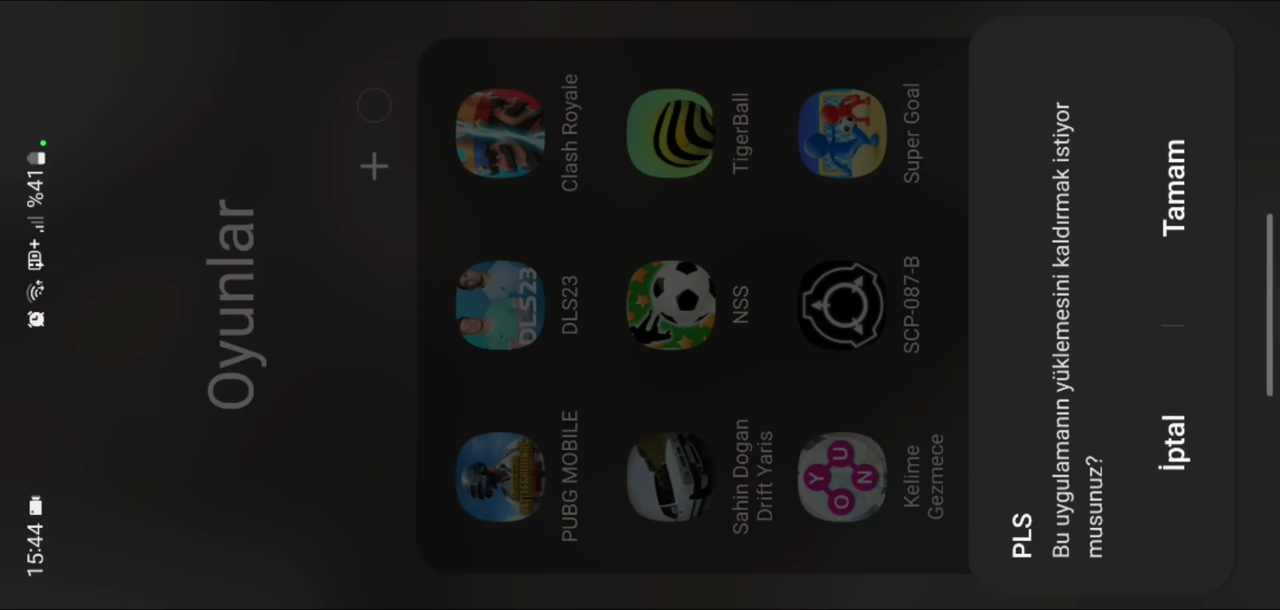 15:44
%41
Oyunlar
PUBG MOBILE
DLS23
Clash Royale
Sahin Dogan
Drift Yaris
NSS
TigerBall
Kelime
Gezmece
SCP-087-B
Super Goal
PLS
Bu uygulamanın yüklemesini kaldırmak istiyor
musunuz?
İptal
Tamam